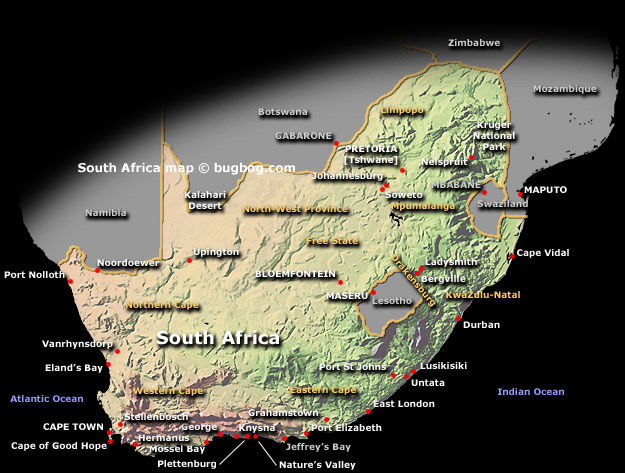 Zimbabwe
Mozambique
Botswana
Limpopo
GABARONE
Kruger
National
Park
PRETORIA
[Tshwane]
Nelspruit
South Africa map © bugbog.com
Johannesburg
MBABANE
MAPUTO
Kalahari
Desert
Soweto
Mpumalanga
Swaziland
Namibia
North-West Province
Free State
Upington
Cape Vidal
Noordoewer
Ladysmith
Port Nolloth
BLOEMFONTEIN
Bergville
Drakensburg
MASERU
Lesotho
KwaZulu-Natal
Northern Cape
Durban
South Africa
Vanrhynsdorp
Eland's Bay
Port St Johns
Lusikisiki
Untata
Western Cape
Eastern Cape
Indian Ocean
Atlantic Ocean
East London
Stellenbosch
Grahamstown
CAPE TOWN
George
Knysna
Port Elizabeth
Cape of Good Hope
Hermanus
Mossel Bay
Jeffrey's Bay
Plettenburg
Nature's Valley